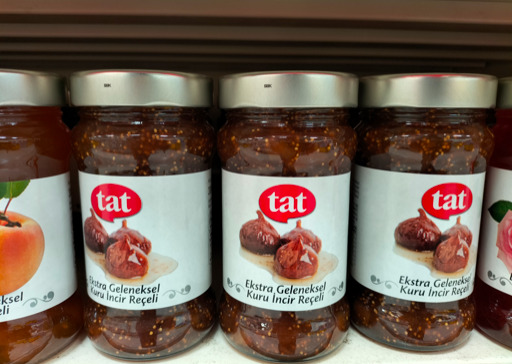 tat
Ekstra Geleneksel
Kuru İncir Reçeli
tat
Ekstra Geleneksel
Kuru İncir Reçeli
tat
Ekstra Geleneksel
Kuru İncir Reçeli